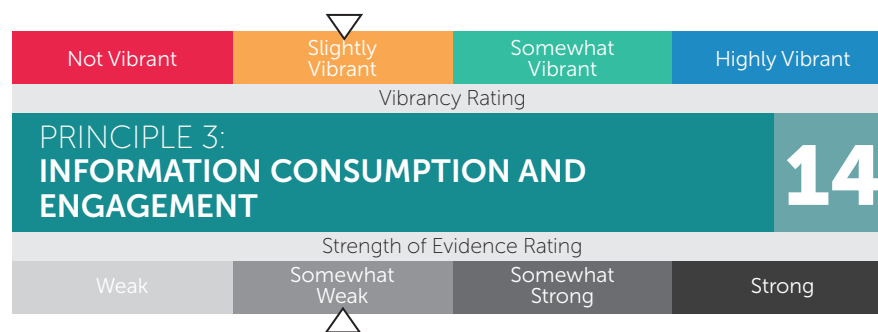 Not Vibrant
Slightly
Vibrant
Somewhat
Vibrant
Highly Vibrant
Vibrancy Rating
PRINCIPLE 3:
INFORMATION CONSUMPTION AND
ENGAGEMENT
14
Strength of Evidence Rating
Weak
Somewhat
Weak
Somewhat
Strong
Strong